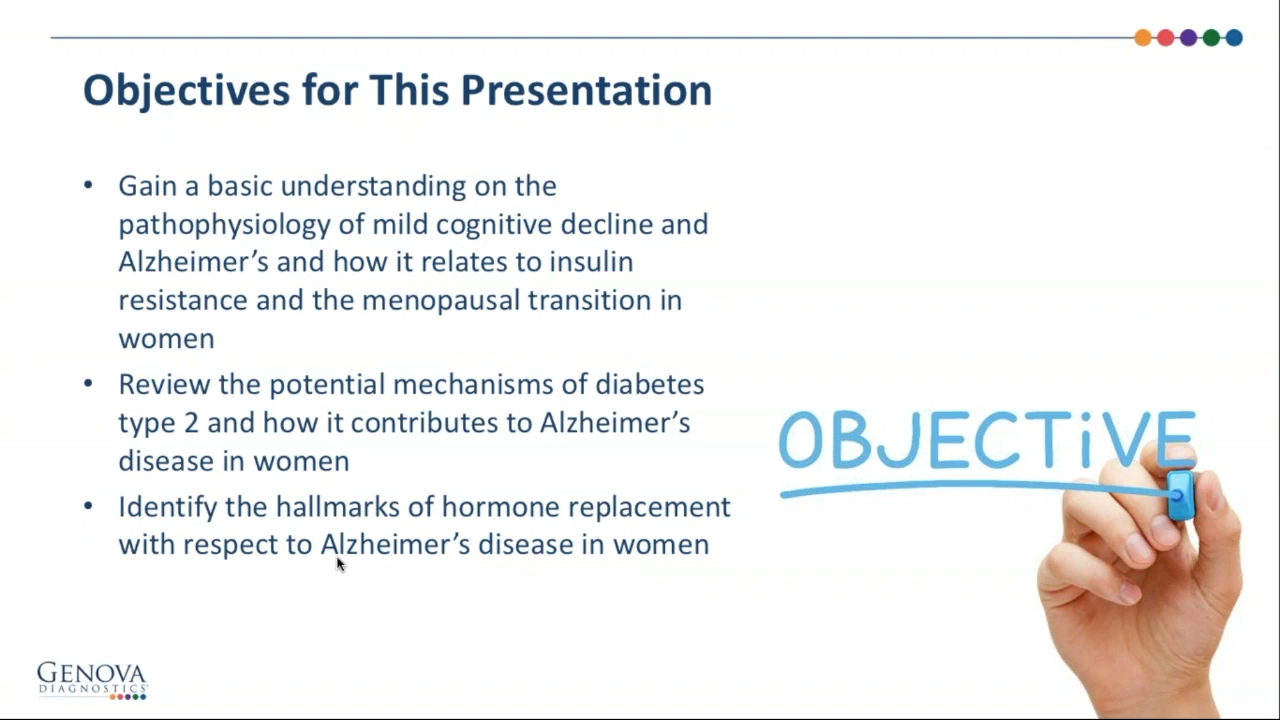 Objectives for This Presentation
• Gain a basic understanding on the
pathophysiology of mild cognitive decline and
Alzheimer’s and how it relates to insulin
resistance and the menopausal transition in
women
• Review the potential mechanisms of diabetes
type 2 and how it contributes to Alzheimer’s
disease in women
• Identify the hallmarks of hormone replacement
with respect to Alzheimer’s disease in women
OBJECTiVE
GENOVA
DIAGNOSTICS